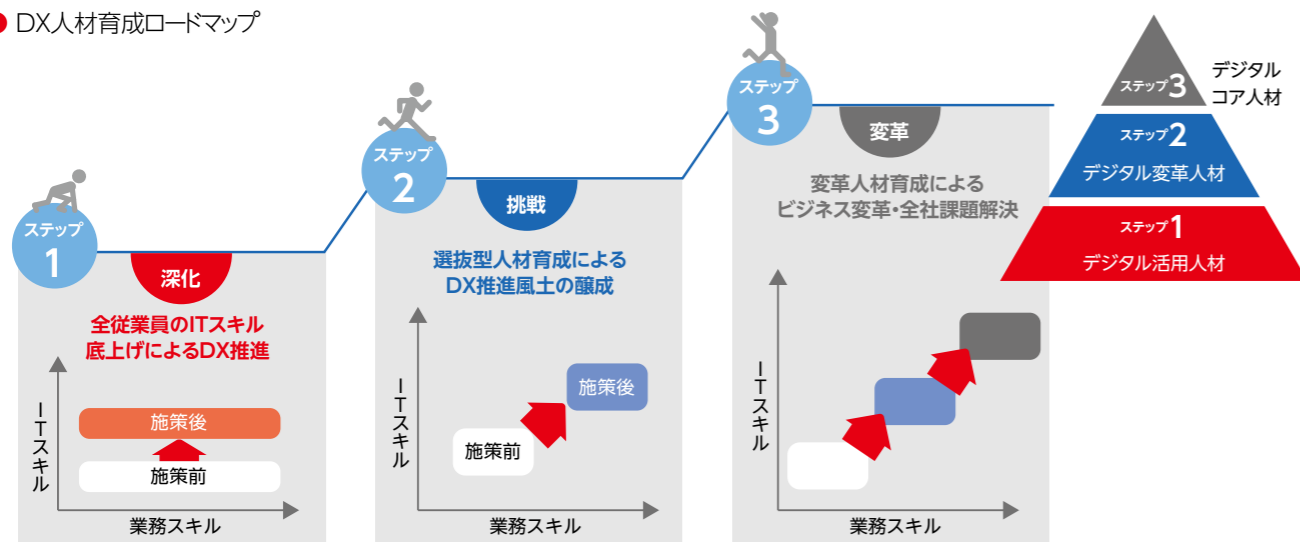 DX人材育成ロードマップ
ステップ
1
深化
全従業員のITスキル
底上げによるDX推進
ITスキル
施策後
施策前
業務スキル
ステップ
2
挑戦
選抜型人材育成による
DX推進風土の醸成
ITスキル
施策後
施策前
業務スキル
ステップ
3
変革
変革人材育成による
ビジネス変革・全社課題解決
ITスキル
業務スキル
ステップ3
デジタル
コア人材
ステップ2
デジタル変革人材
ステップ1
デジタル活用人材